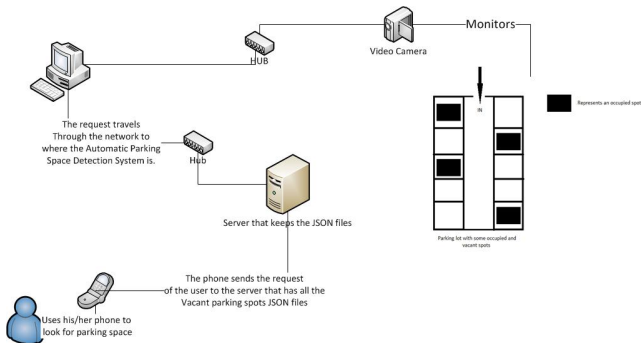 Monitors
Video Camera
HUB
IN
Represents an occupied spot
The request travels
Through the network to
where the Automatic Parking
Space Detection System is.
Hub
Server that keeps the JSON files
Parking lot with some occupied and
vacant spots
The phone sends the request
of the user to the server that has all the
Vacant parking spots JSON files
Uses his/her phone to
look for parking space